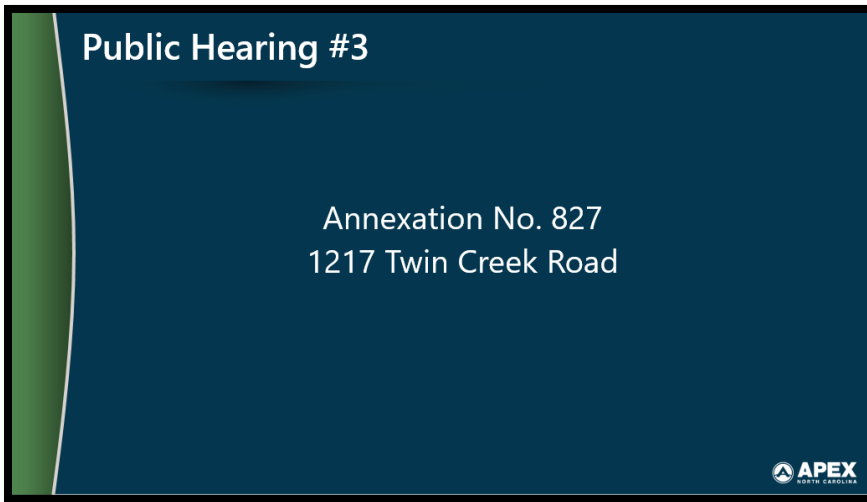 Public Hearing #3
Annexation No. 827
1217 Twin Creek Road
APEX
NORTH CAROLINA